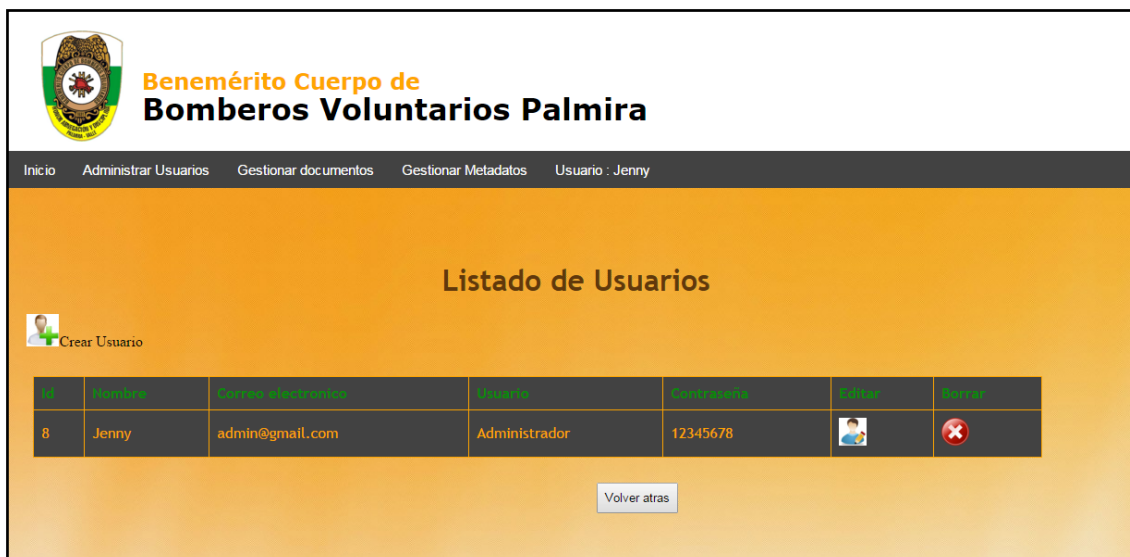 Benemérito Cuerpo de
Bomberos Voluntarios Palmira
Inicio Administrar Usuarios Gestionar documentos Gestionar Metadatos Usuario : Jenny
Listado de Usuarios
Crear Usuario
Id Nombre Correo electronico Usuario Contraseña Editar Borrar
8 Jenny admin@gmail.com Administrador 12345678
Volver atras